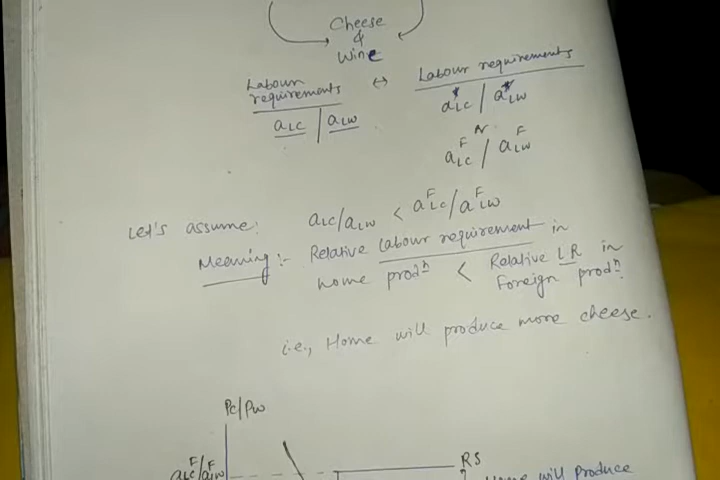 Cheese
&
Wine
Labour requirements ↔ Labour requirements
aLC / aLW
a*LC / a*LW
or
aFLC / aFLW
Let's assume: aLC/aLW < aFLC/aFLW
Meaning:- Relative labour requirement in
home prodn < Relative LR in
Foreign prodn.
i.e., Home will produce more cheese.
Pc/Pw
aFLC/aFLW
RS
Home will produce